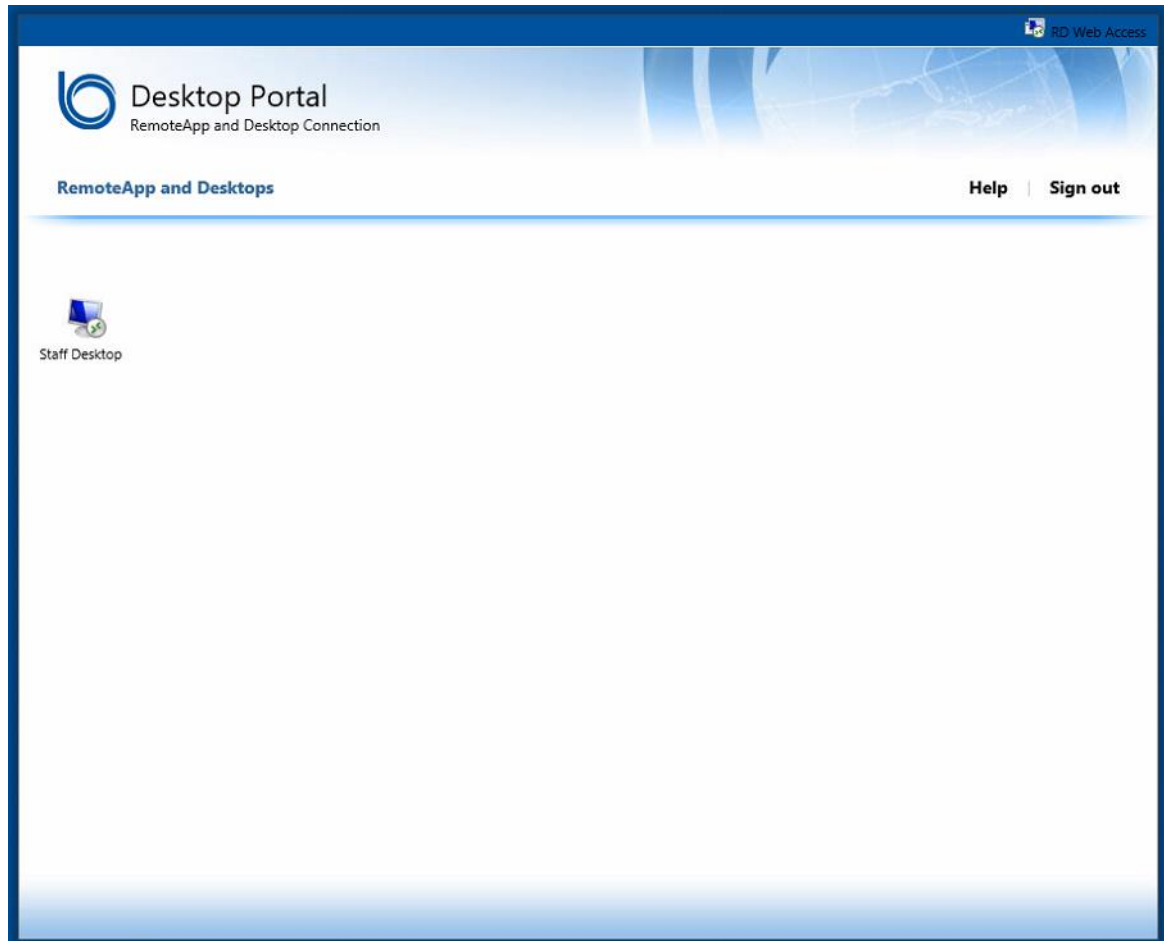 RD Web Access
Desktop Portal
RemoteApp and Desktop Connection
RemoteApp and Desktops
Help | Sign out
Staff Desktop